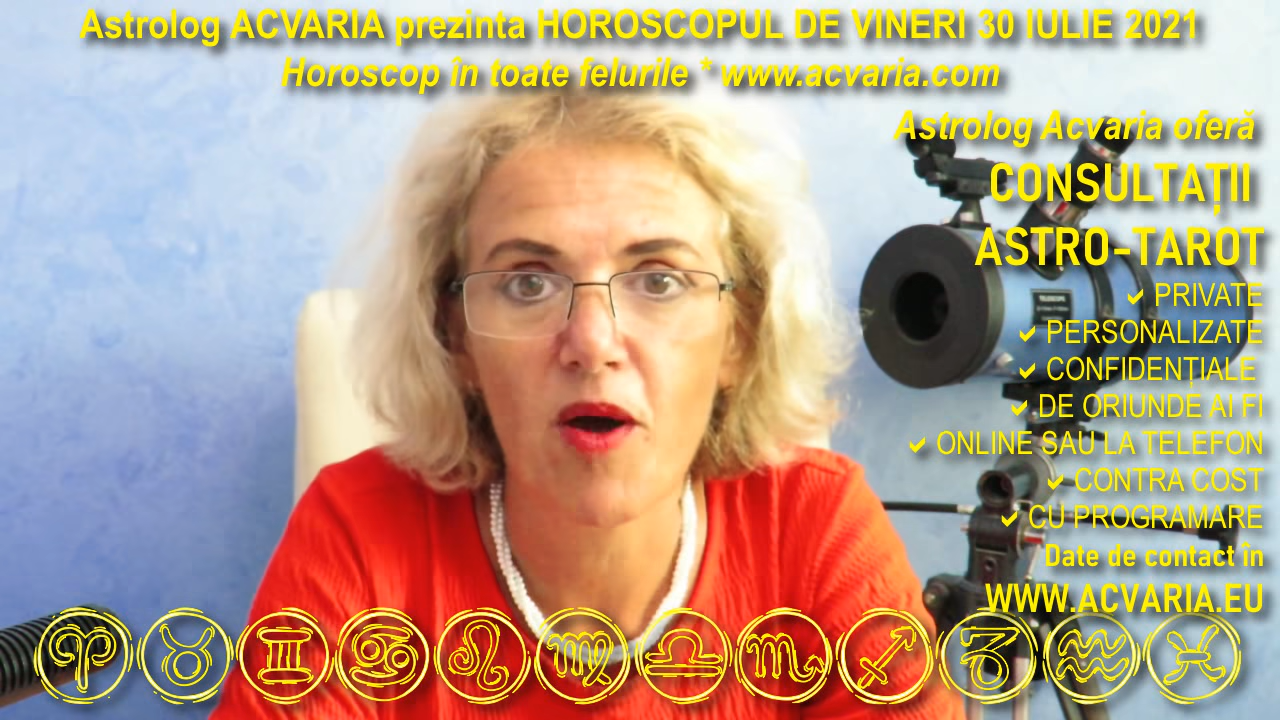 Astrolog ACVARIA prezinta HOROSCOPUL DE VINERI 30 IULIE 2021
Horoscop în toate felurile * www.acvaria.com
Astrolog Acvaria oferă
CONSULTAȚII
ASTRO-TAROT
PRIVATE
PERSONALIZATE
CONFIDENȚIALE
DE ORIUNDE AI FI
ONLINE SAU LA TELEFON
CONTRA COST
CU PROGRAMARE
Date de contact în
WWW.ACVARIA.EU
TELESCOPE